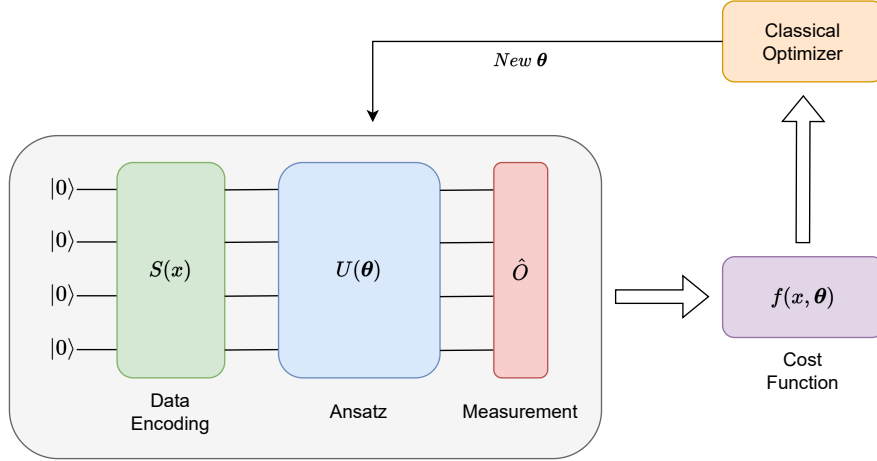 Classical
Optimizer
New θ
|0⟩
|0⟩
|0⟩
|0⟩
S(x)
U(θ)
Ô
f(x, θ)
Data
Encoding
Ansatz
Measurement
Cost
Function